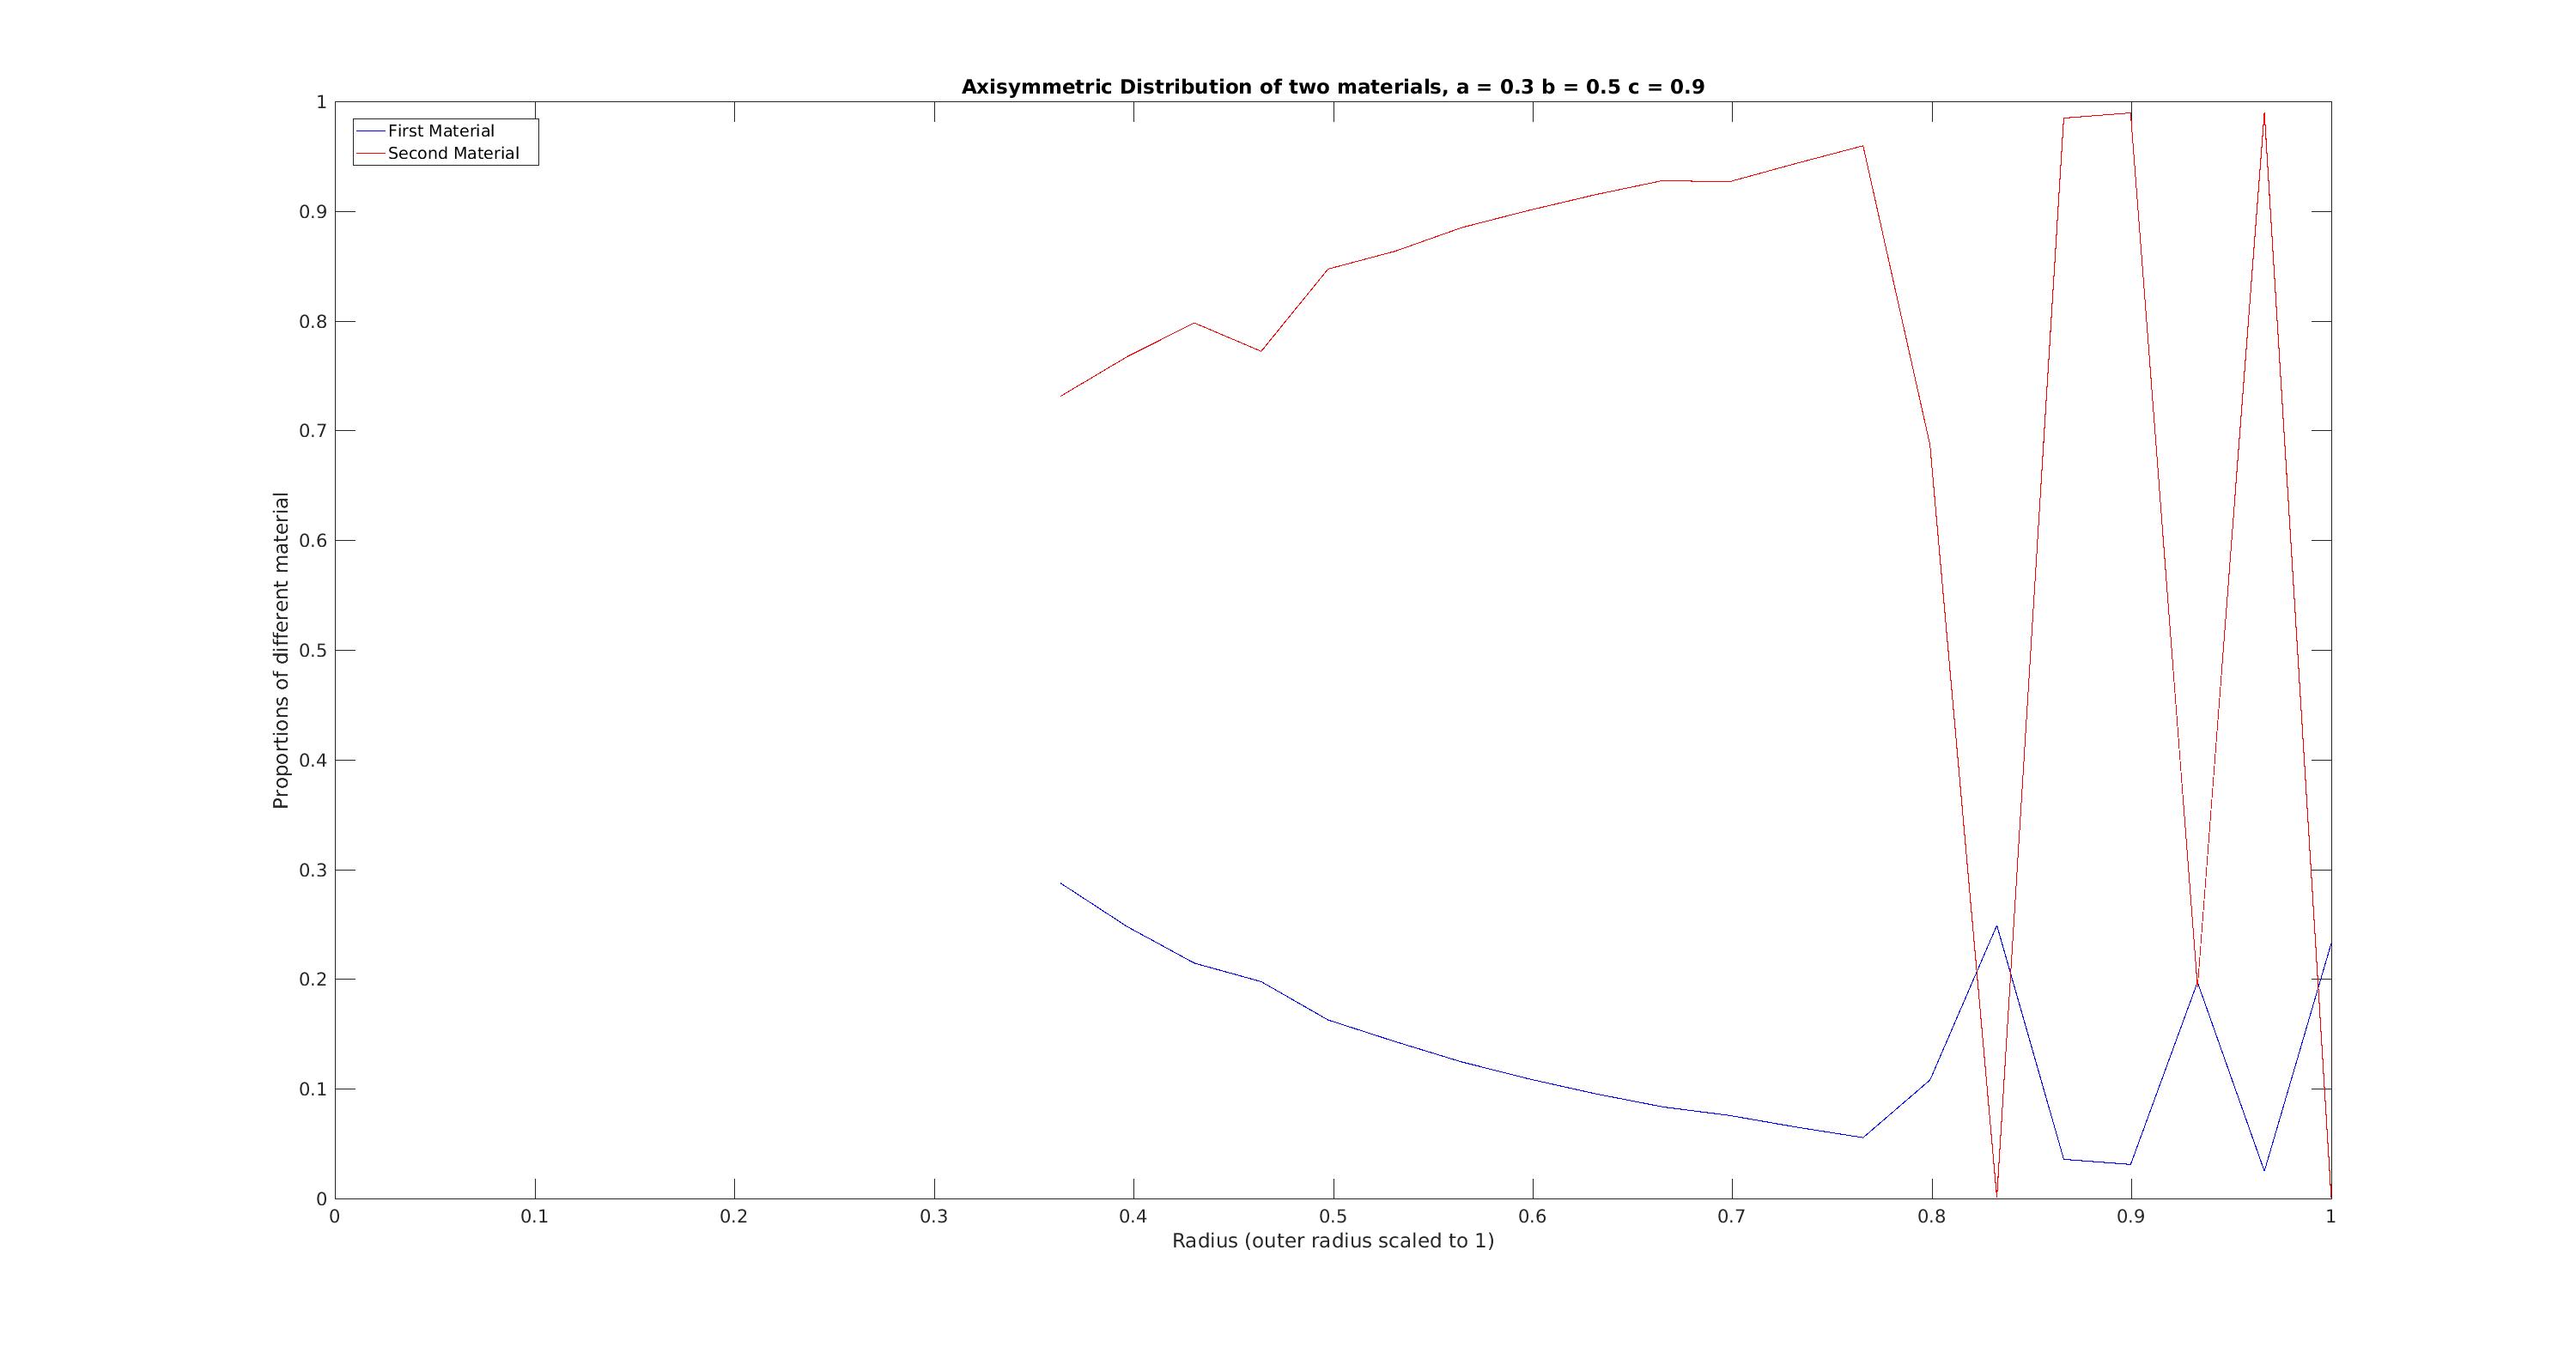 Axisymmetric Distribution of two materials, a = 0.3 b = 0.5 c = 0.9
First Material
Second Material
Proportions of different material
1
0.9
0.8
0.7
0.6
0.5
0.4
0.3
0.2
0.1
0
0 0.1 0.2 0.3 0.4 0.5 0.6 0.7 0.8 0.9 1
Radius (outer radius scaled to 1)